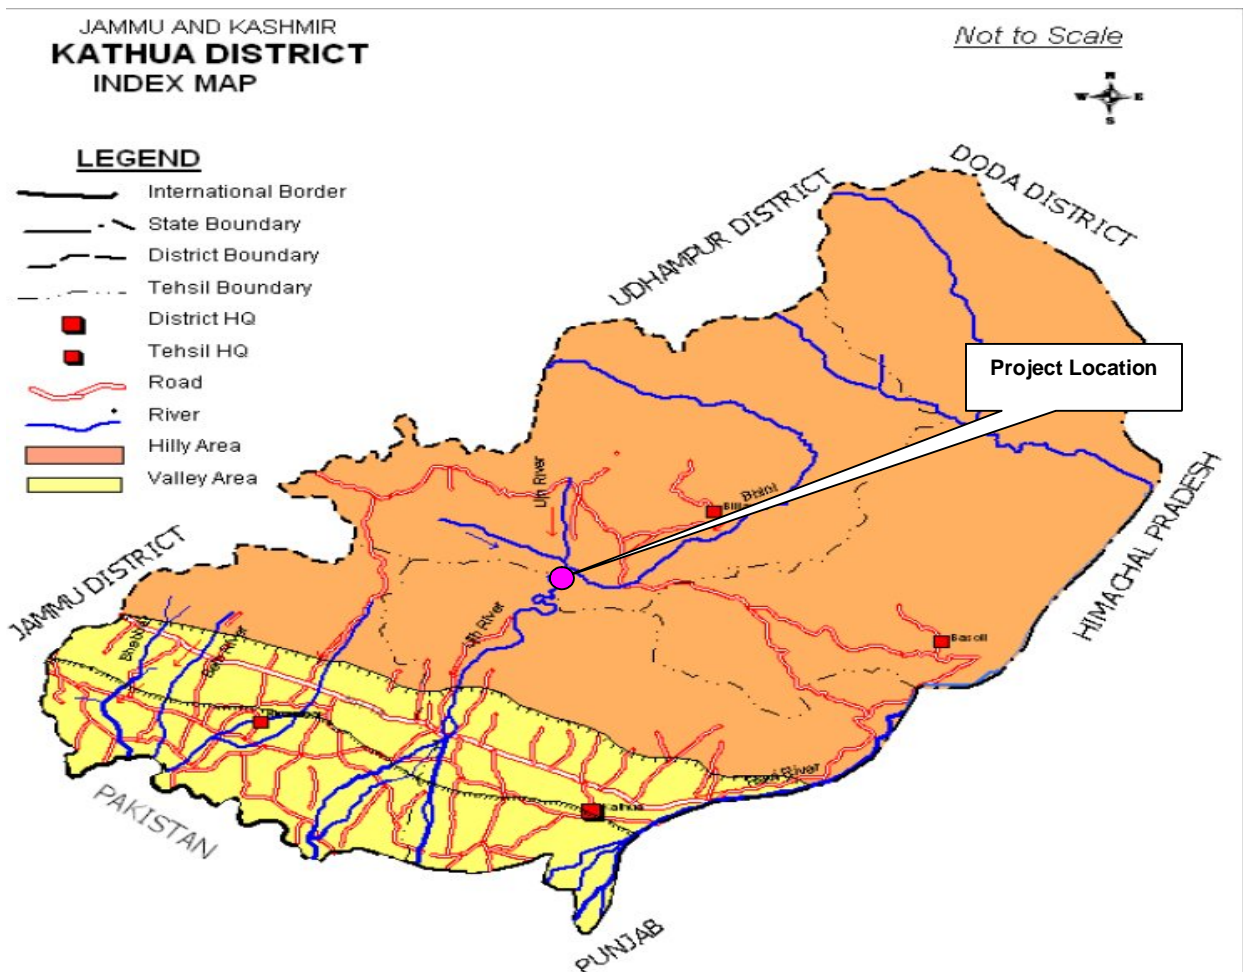 JAMMU AND KASHMIR
KATHUA DISTRICT
INDEX MAP
Not to Scale
N
W E
S
LEGEND
International Border
State Boundary
District Boundary
Tehsil Boundary
District HQ
Tehsil HQ
Road
River
Hilly Area
Valley Area
DODA DISTRICT
UDHAMPUR DISTRICT
Project Location
Ujh River
Bhini
HIMACHAL PRADESH
JAMMU DISTRICT
Ujh River
Basoli
River
Ravi River
Kathua
PAKISTAN
PUNJAB